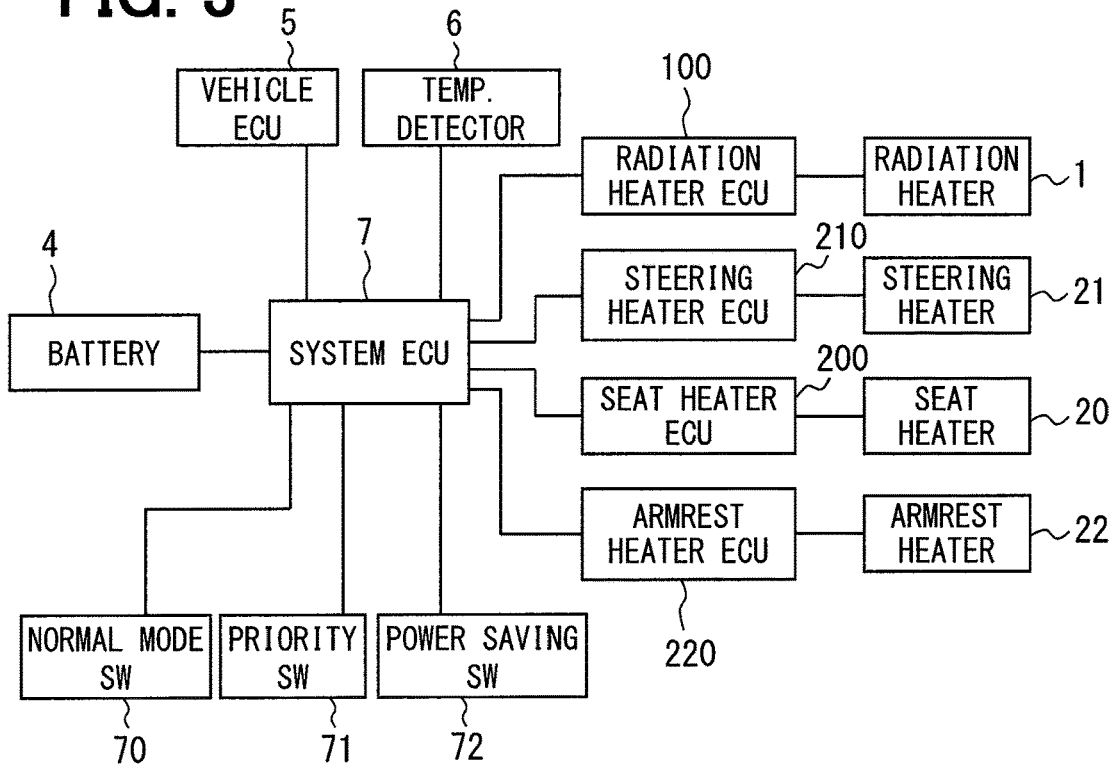 5
6
100
VEHICLE
ECU
TEMP.
DETECTOR
RADIATION
HEATER ECU
RADIATION
HEATER
1
4
7
210
BATTERY
SYSTEM ECU
STEERING
HEATER ECU
STEERING
HEATER
21
200
SEAT HEATER
ECU
SEAT
HEATER
20
ARMREST
HEATER ECU
ARMREST
HEATER
22
220
NORMAL MODE
SW
PRIORITY
SW
POWER SAVING
SW
70
71
72